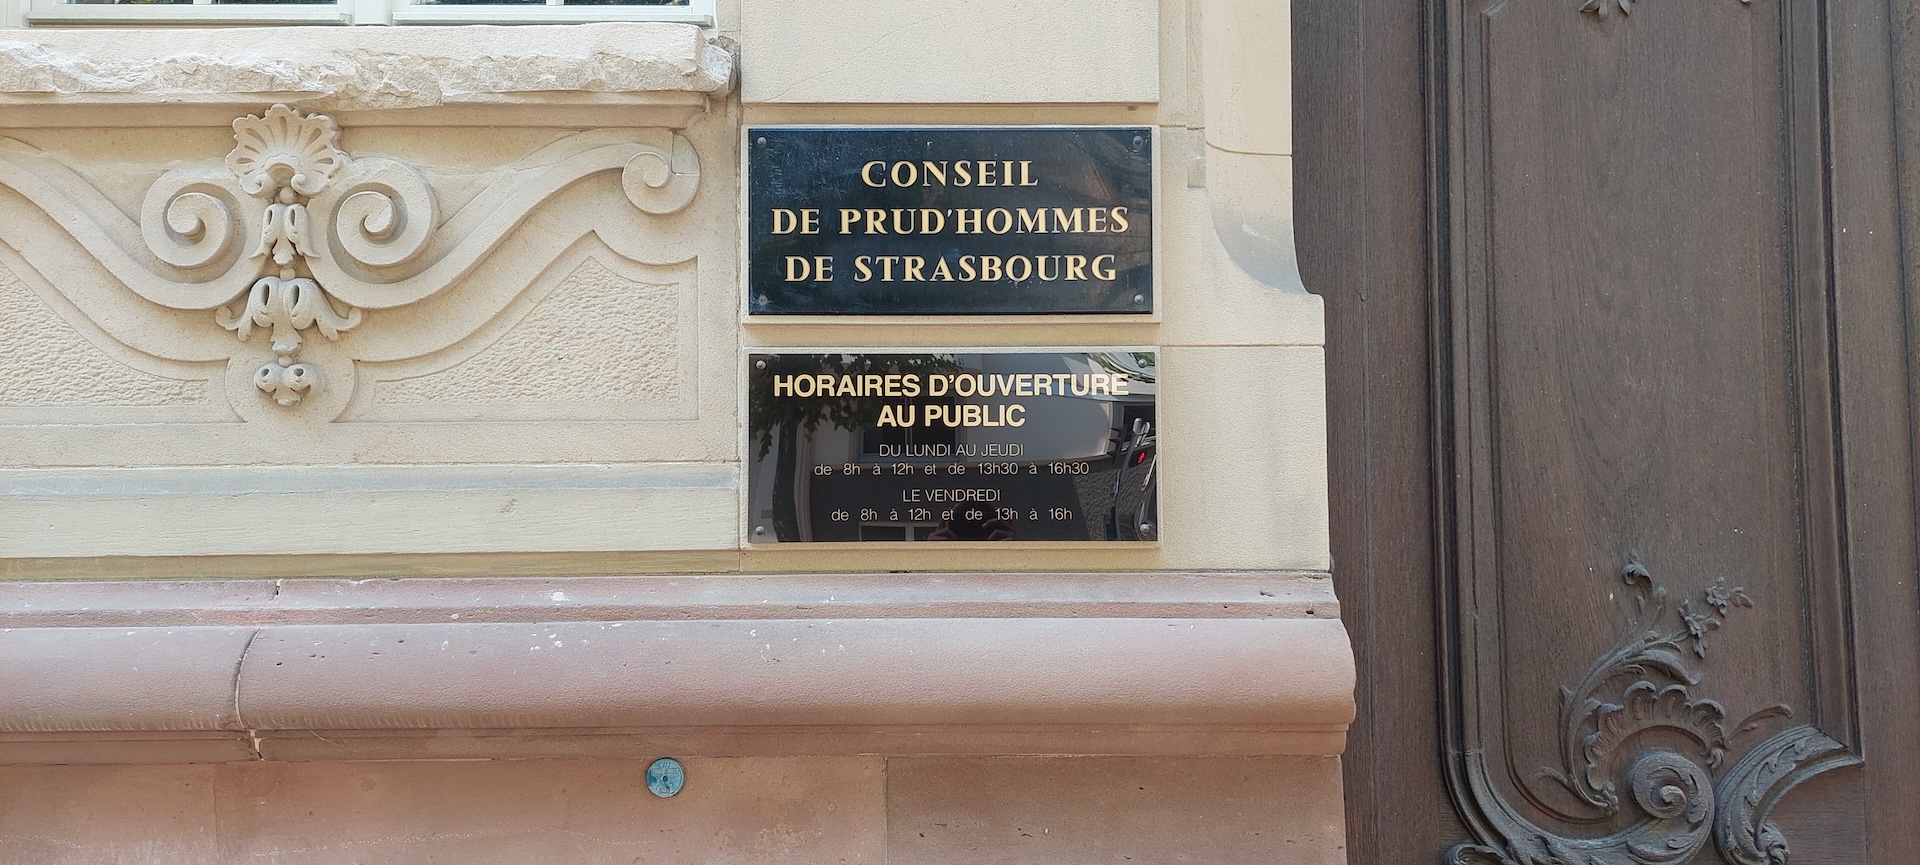 CONSEIL
DE PRUD'HOMMES
DE STRASBOURG
HORAIRES D'OUVERTURE
AU PUBLIC
DU LUNDI AU JEUDI
de 8h à 12h et de 13h30 à 16h30
LE VENDREDI
de 8h à 12h et de 13h à 16h